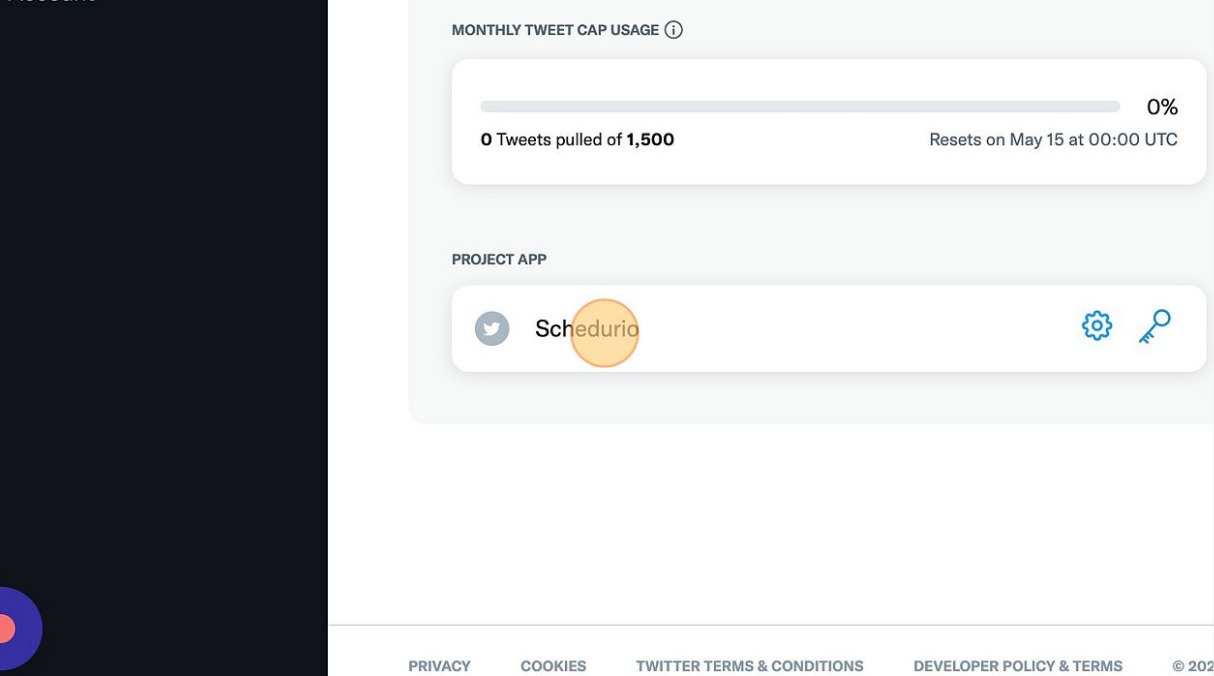 MONTHLY TWEET CAP USAGE
0%
0 Tweets pulled of 1,500
Resets on May 15 at 00:00 UTC
PROJECT APP
Schedurio
PRIVACY
COOKIES
TWITTER TERMS & CONDITIONS
DEVELOPER POLICY & TERMS
© 202